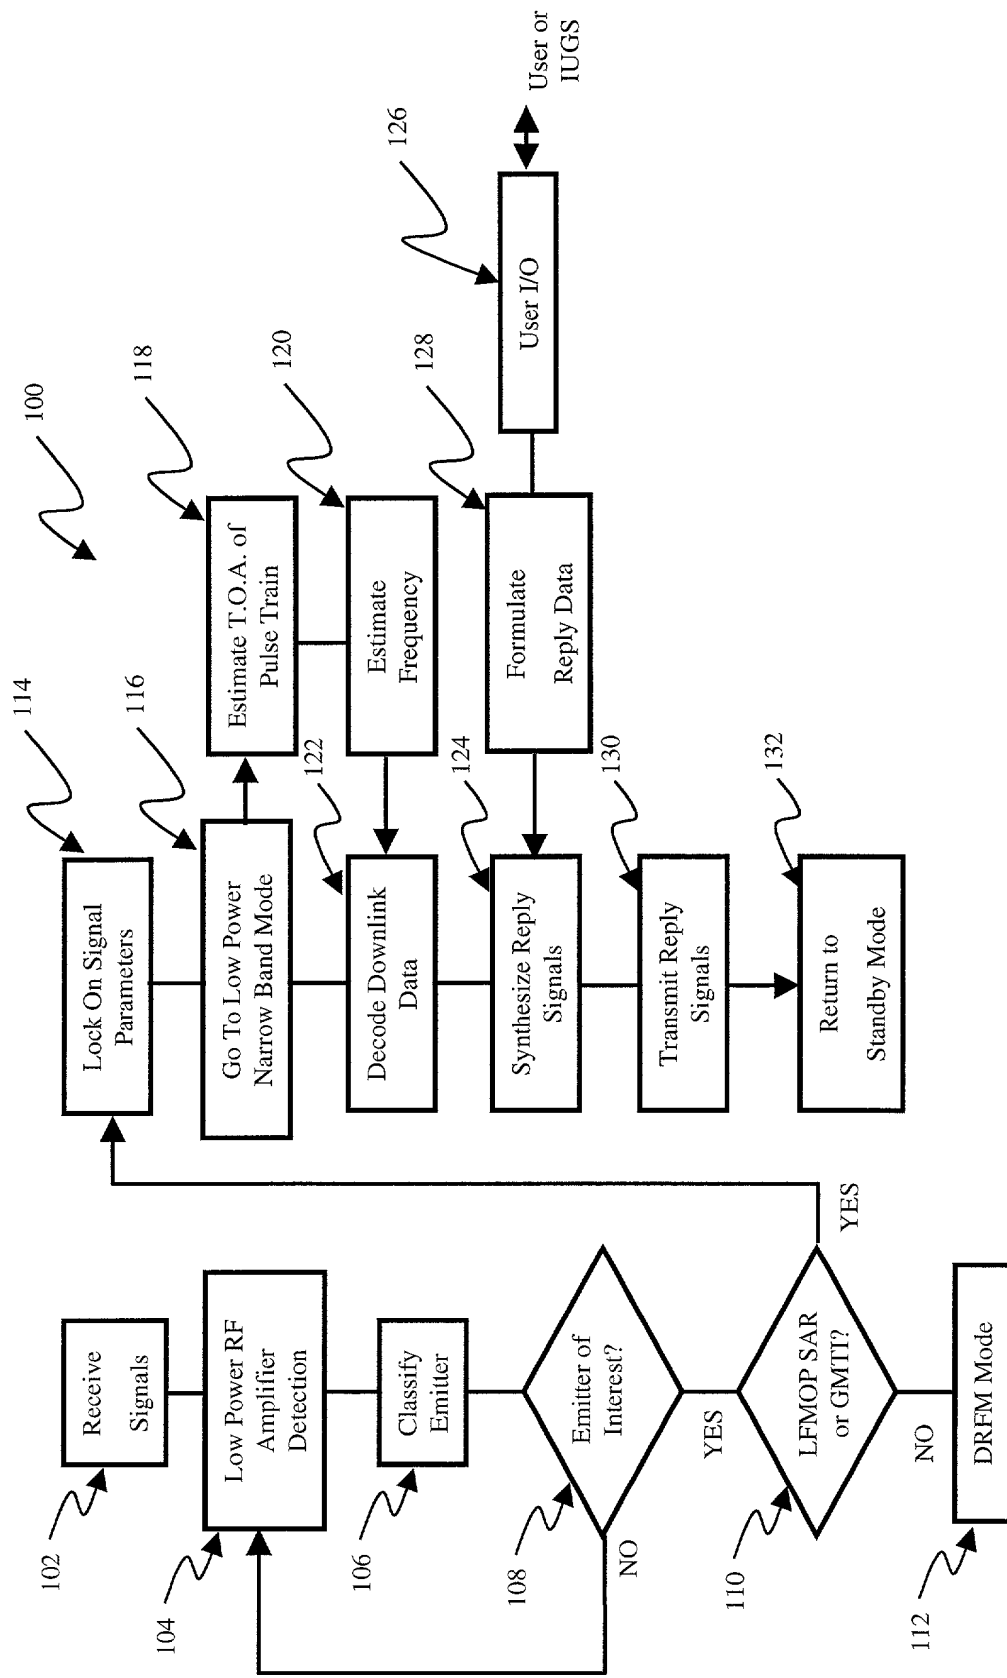 100
102
Receive
Signals
104
Low Power RF
Amplifier
Detection
106
Classify
Emitter
108
Emitter of
Interest?
NO
YES
110
LFMOP SAR
or GMTI?
YES
NO
112
DRFM Mode
114
Lock On Signal
Parameters
116
Go To Low Power
Narrow Band Mode
118
Estimate T.O.A. of
Pulse Train
120
Estimate
Frequency
122
Decode Downlink
Data
124
Synthesize Reply
Signals
126
User I/O
User or
IUGS
128
Formulate
Reply Data
130
Transmit Reply
Signals
132
Return to
Standby Mode